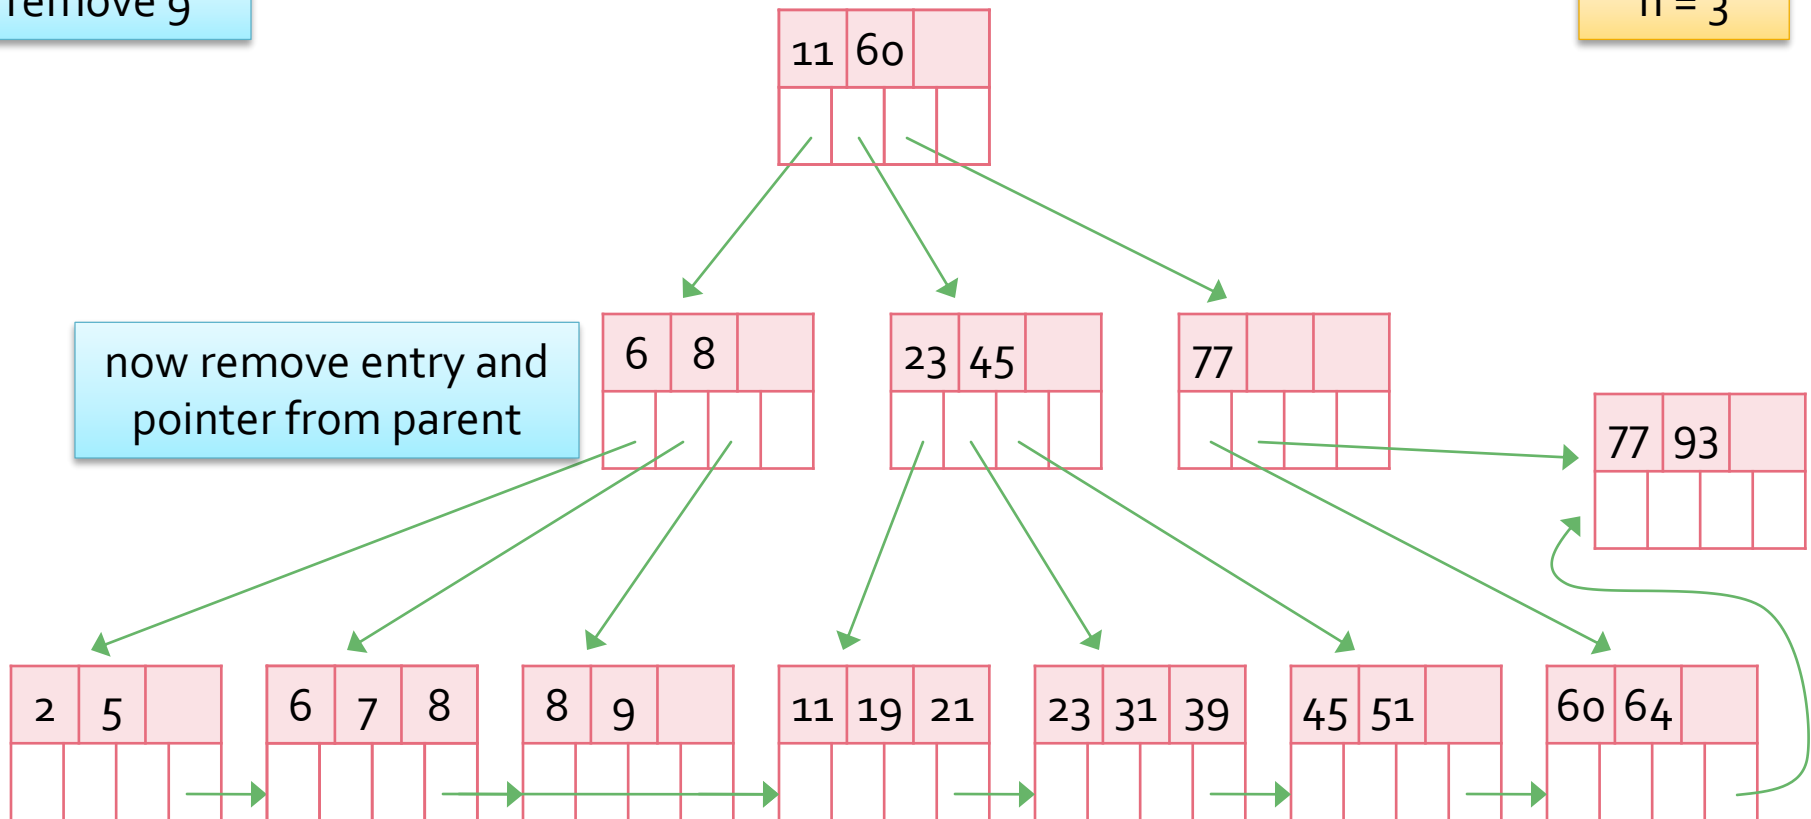 remove 9
n = 3
11 60
now remove entry and
pointer from parent
6 8
23 45
77
77 93
2 5
6 7 8
8 9
11 19 21
23 31 39
45 51
60 64